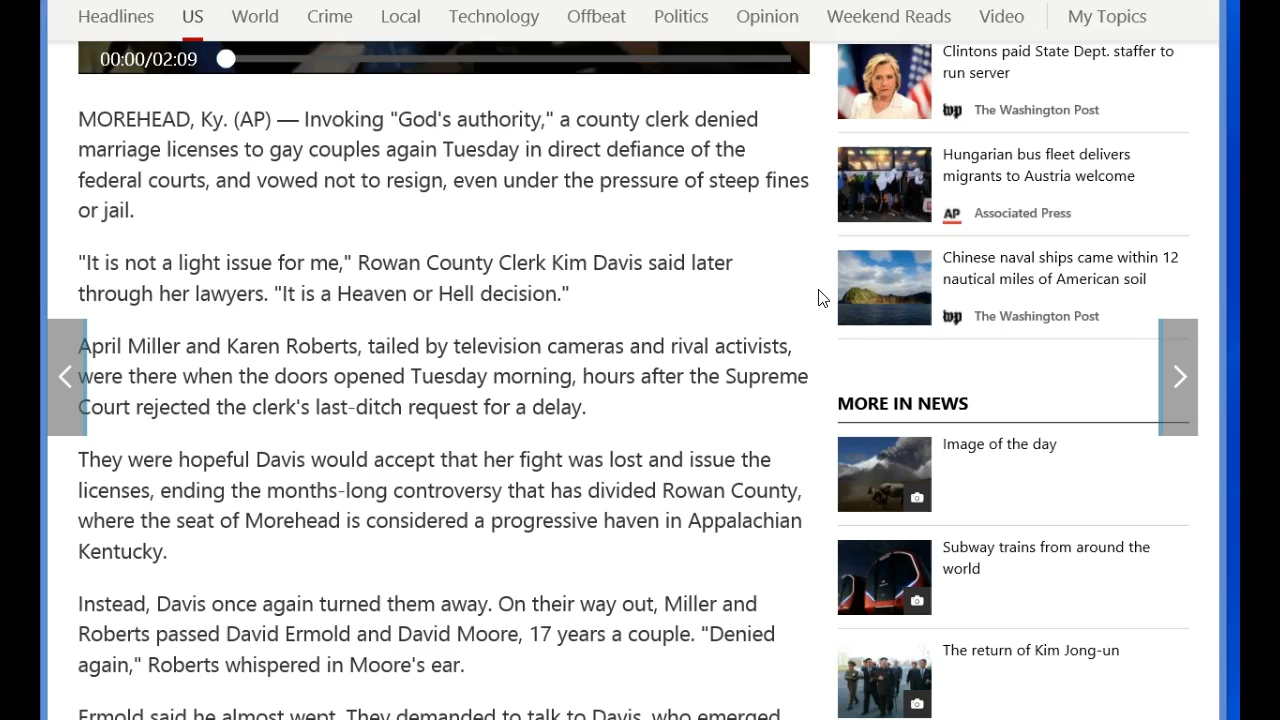 Headlines US World Crime Local Technology Offbeat Politics Opinion Weekend Reads Video My Topics
00:00/02:09
MOREHEAD, Ky. (AP) — Invoking "God's authority," a county clerk denied
marriage licenses to gay couples again Tuesday in direct defiance of the
federal courts, and vowed not to resign, even under the pressure of steep fines
or jail.
"It is not a light issue for me," Rowan County Clerk Kim Davis said later
through her lawyers. "It is a Heaven or Hell decision."
April Miller and Karen Roberts, tailed by television cameras and rival activists,
were there when the doors opened Tuesday morning, hours after the Supreme
Court rejected the clerk's last-ditch request for a delay.
They were hopeful Davis would accept that her fight was lost and issue the
licenses, ending the months-long controversy that has divided Rowan County,
where the seat of Morehead is considered a progressive haven in Appalachian
Kentucky.
Instead, Davis once again turned them away. On their way out, Miller and
Roberts passed David Ermold and David Moore, 17 years a couple. "Denied
again," Roberts whispered in Moore's ear.
Ermold said he almost wept. They demanded to talk to Davis, who emerged
Clintons paid State Dept. staffer to
run server
wp The Washington Post
Hungarian bus fleet delivers
migrants to Austria welcome
AP Associated Press
Chinese naval ships came within 12
nautical miles of American soil
wp The Washington Post
MORE IN NEWS
Image of the day
Subway trains from around the
world
The return of Kim Jong-un